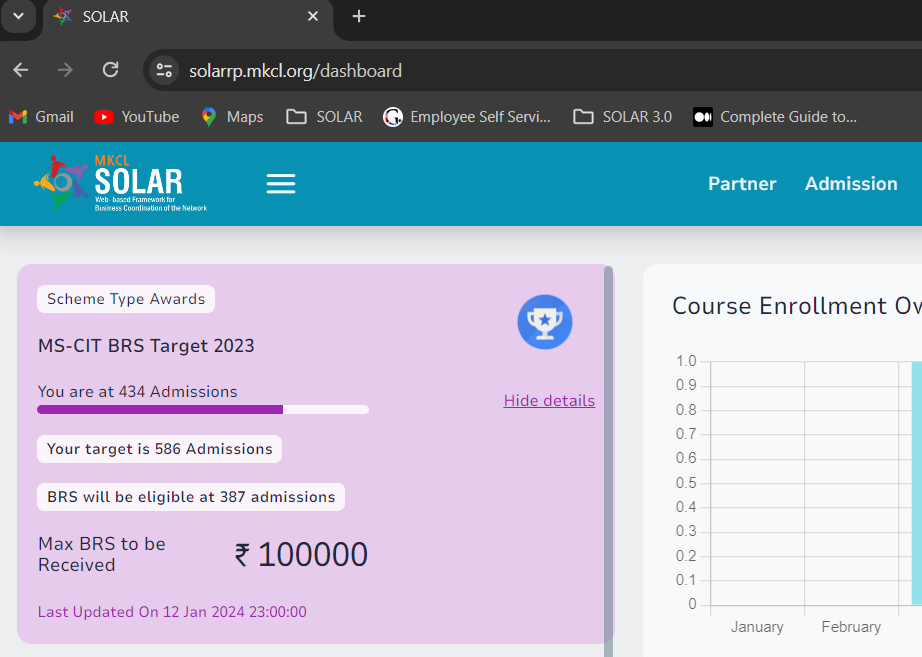 SOLAR
solarrp.mkcl.org/dashboard
Gmail YouTube Maps SOLAR Employee Self Servi... SOLAR 3.0 Complete Guide to...
MKCL
SOLAR
Web- based Framework for
Business Coordination of the Network
Partner Admission
Scheme Type Awards
MS-CIT BRS Target 2023
You are at 434 Admissions
Hide details
Your target is 586 Admissions
BRS will be eligible at 387 admissions
Max BRS to be
Received
₹ 100000
Last Updated On 12 Jan 2024 23:00:00
Course Enrollment Ov
1.0
0.9
0.8
0.7
0.6
0.5
0.4
0.3
0.2
0.1
0
January February